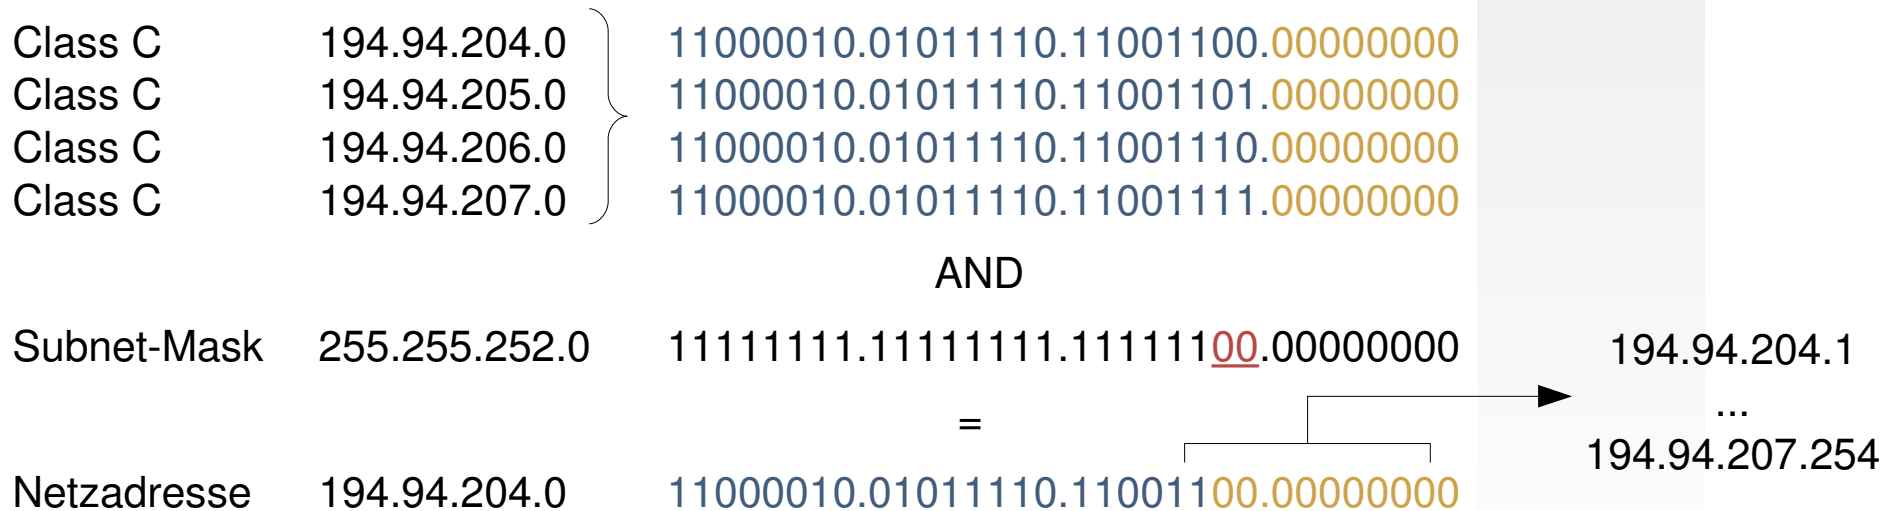 Class C 194.94.204.0 11000010.01011110.11001100.00000000
Class C 194.94.205.0 11000010.01011110.11001101.00000000
Class C 194.94.206.0 11000010.01011110.11001110.00000000
Class C 194.94.207.0 11000010.01011110.11001111.00000000
AND
Subnet-Mask 255.255.252.0 11111111.11111111.11111100.00000000
194.94.204.1
...
194.94.207.254
=
Netzadresse 194.94.204.0 11000010.01011110.11001100.00000000